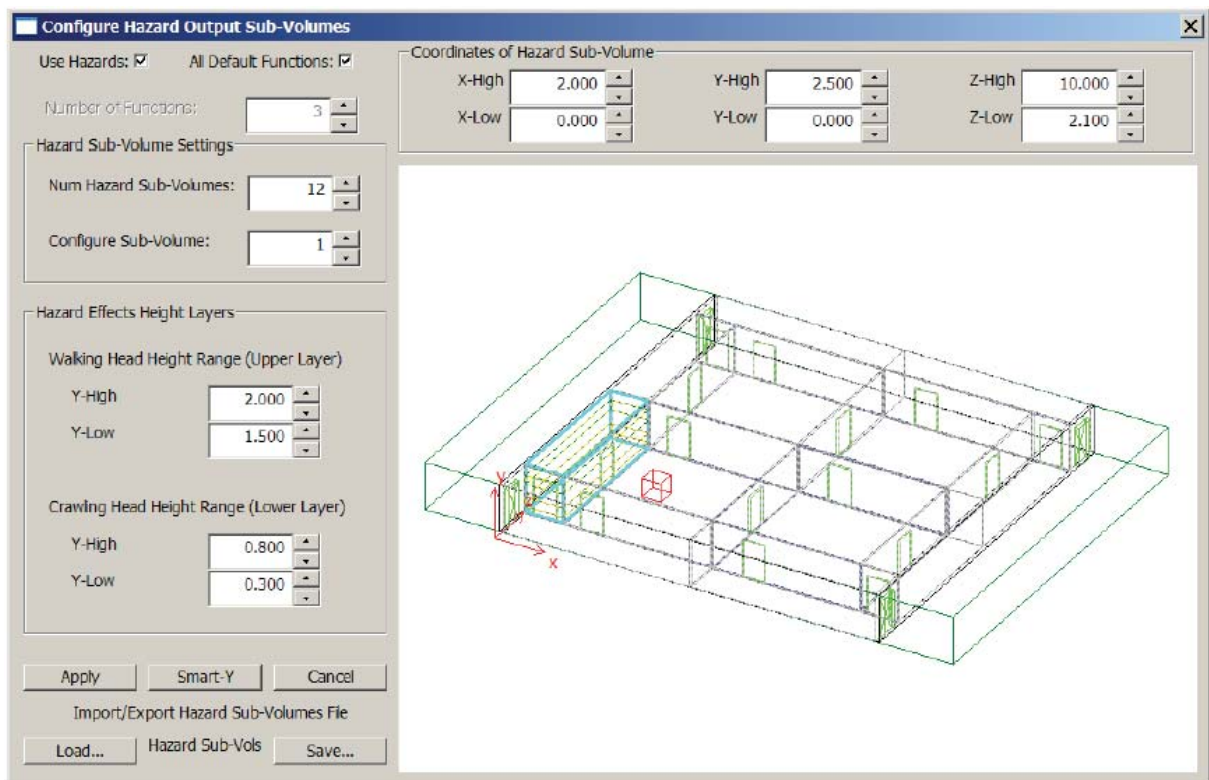 Configure Hazard Output Sub-Volumes
Use Hazards: All Default Functions:
Number of Functions: 3
Hazard Sub-Volume Settings
Num Hazard Sub-Volumes: 12
Configure Sub-Volume: 1
Hazard Effects Height Layers
Walking Head Height Range (Upper Layer)
Y-High 2.000
Y-Low 1.500
Crawling Head Height Range (Lower Layer)
Y-High 0.800
Y-Low 0.300
Apply Smart-Y Cancel
Import/Export Hazard Sub-Volumes File
Load... Hazard Sub-Vols Save...
Coordinates of Hazard Sub-Volume
X-High 2.000 Y-High 2.500 Z-High 10.000
X-Low 0.000 Y-Low 0.000 Z-Low 2.100
Y
X